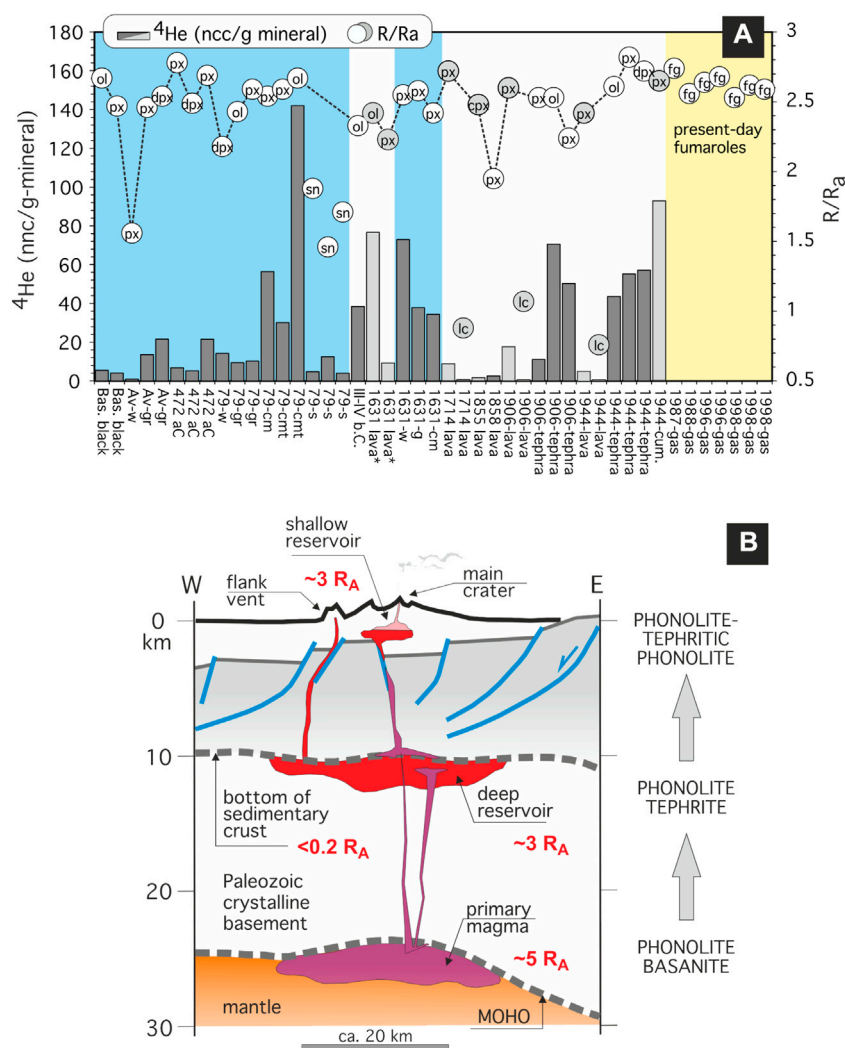 ⁴He (ncc/g mineral)
R/Ra
A
⁴He (nnc/g-mineral)
180
160
140
120
100
80
60
40
20
0
3
2.5
2
1.5
1
0.5
R/Ra
ol
px
px
px
dpx
px
dpx
px
dpx
ol
px
px
px
ol
sn
sn
sn
ol
ol
px
px
px
px
px
lc
cpx
px
px
lc
px
ol
px
px
lc
ol
px
dpx
px
fg
fg
fg
fg
fg
fg
fg
present-day
fumaroles
Bas. black
Bas. black
Av-w
Av-gr
Av-gr
472 aC
472 aC
472 aC
79-w
79-gr
79-gr
79-cm
79-cmt
79-cmt
79-s
79-s
79-s
III-IV b.C.
1631 lava*
1631 lava*
1631-w
1631-g
1631-cm
1714 lava
1714 lava
1855 lava
1858 lava
1906-lava
1906-lava
1906-tephra
1906-tephra
1906-tephra
1944-lava
1944-lava
1944-tephra
1944-tephra
1944-tephra
1944-cum.
1987-gas
1988-gas
1996-gas
1996-gas
1998-gas
1998-gas
1998-gas
B
shallow
reservoir
W
flank
vent
~3 RA
main
crater
E
0
km
10
20
30
PHONOLITE-
TEPHRITIC
PHONOLITE
bottom of
sedimentary
crust
<0.2 RA
deep
reservoir
~3 RA
PHONOLITE
TEPHRITE
Paleozoic
crystalline
basement
primary
magma
~5 RA
PHONOLITE
BASANITE
mantle
MOHO
ca. 20 km